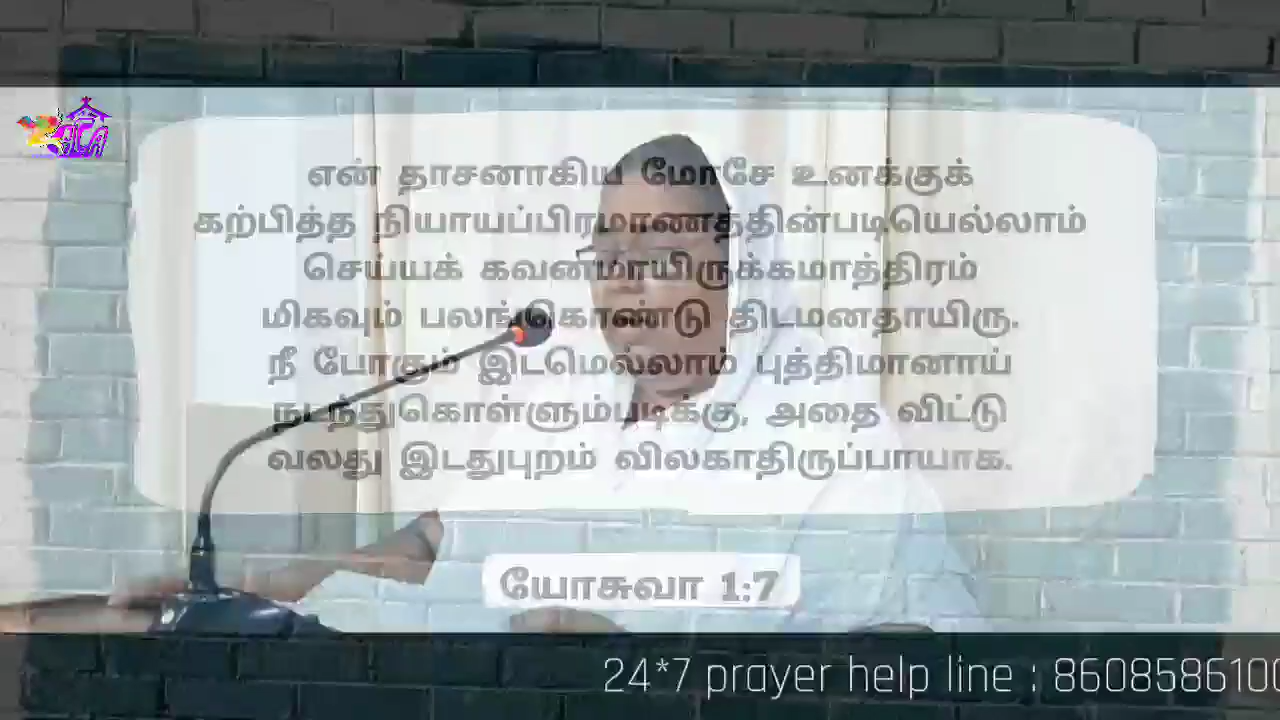 என் தாசனாகிய மோசே உனக்குக்
கற்பித்த நியாயப்பிரமாணத்தின்படியெல்லாம்
செய்யக் கவனமாயிருக்கமாத்திரம்
மிகவும் பலங்கொண்டு திடமனதாயிரு.
நீ போகும் இடமெல்லாம் புத்திமானாய்
நடந்துகொள்ளும்படிக்கு, அதை விட்டு
வலது இடதுபுறம் விலகாதிருப்பாயாக.
யோசுவா 1:7
24*7 prayer help line :